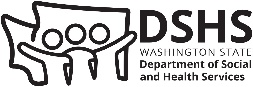 DSHS
WASHINGTON STATE
Department of Social
and Health Services